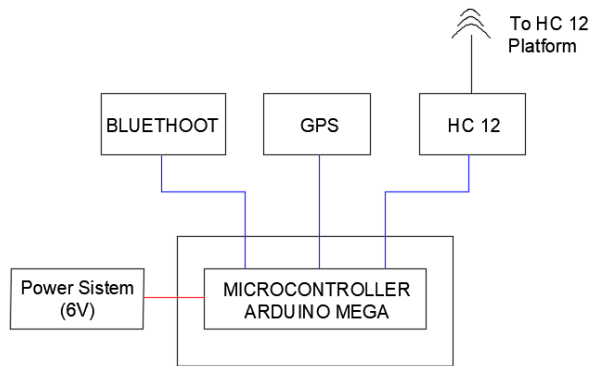 To HC 12
Platform
BLUETHOOT
GPS
HC 12
Power Sistem
(6V)
MICROCONTROLLER
ARDUINO MEGA